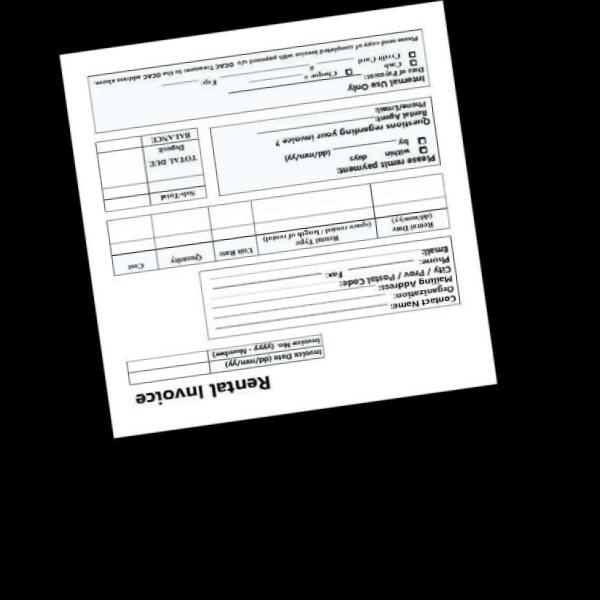 Rental Invoice
Invoice Date (dd/mm/yy)
Invoice No. (yyyy - Number)
Contact Name:
Organization:
Mailing Address:
City / Prov / Postal Code:
Phone: Fax:
Email:
Rental Date (dd/mm/yy) Rental Type (space rented / length of rental) Unit Rate Quantity Cost
Sub-Total
TOTAL DUE
Deposit
BALANCE
Please remit payment:
within days
by (dd/mm/yy)
Questions regarding your invoice ?
Rental Agent:
Phone/Email:
Internal Use Only
Date of Payment:
Cash Cheque #
Credit Card # Exp:
Please send copy of completed invoice with payment c/o OCAC Treasurer to the OCAC address above.